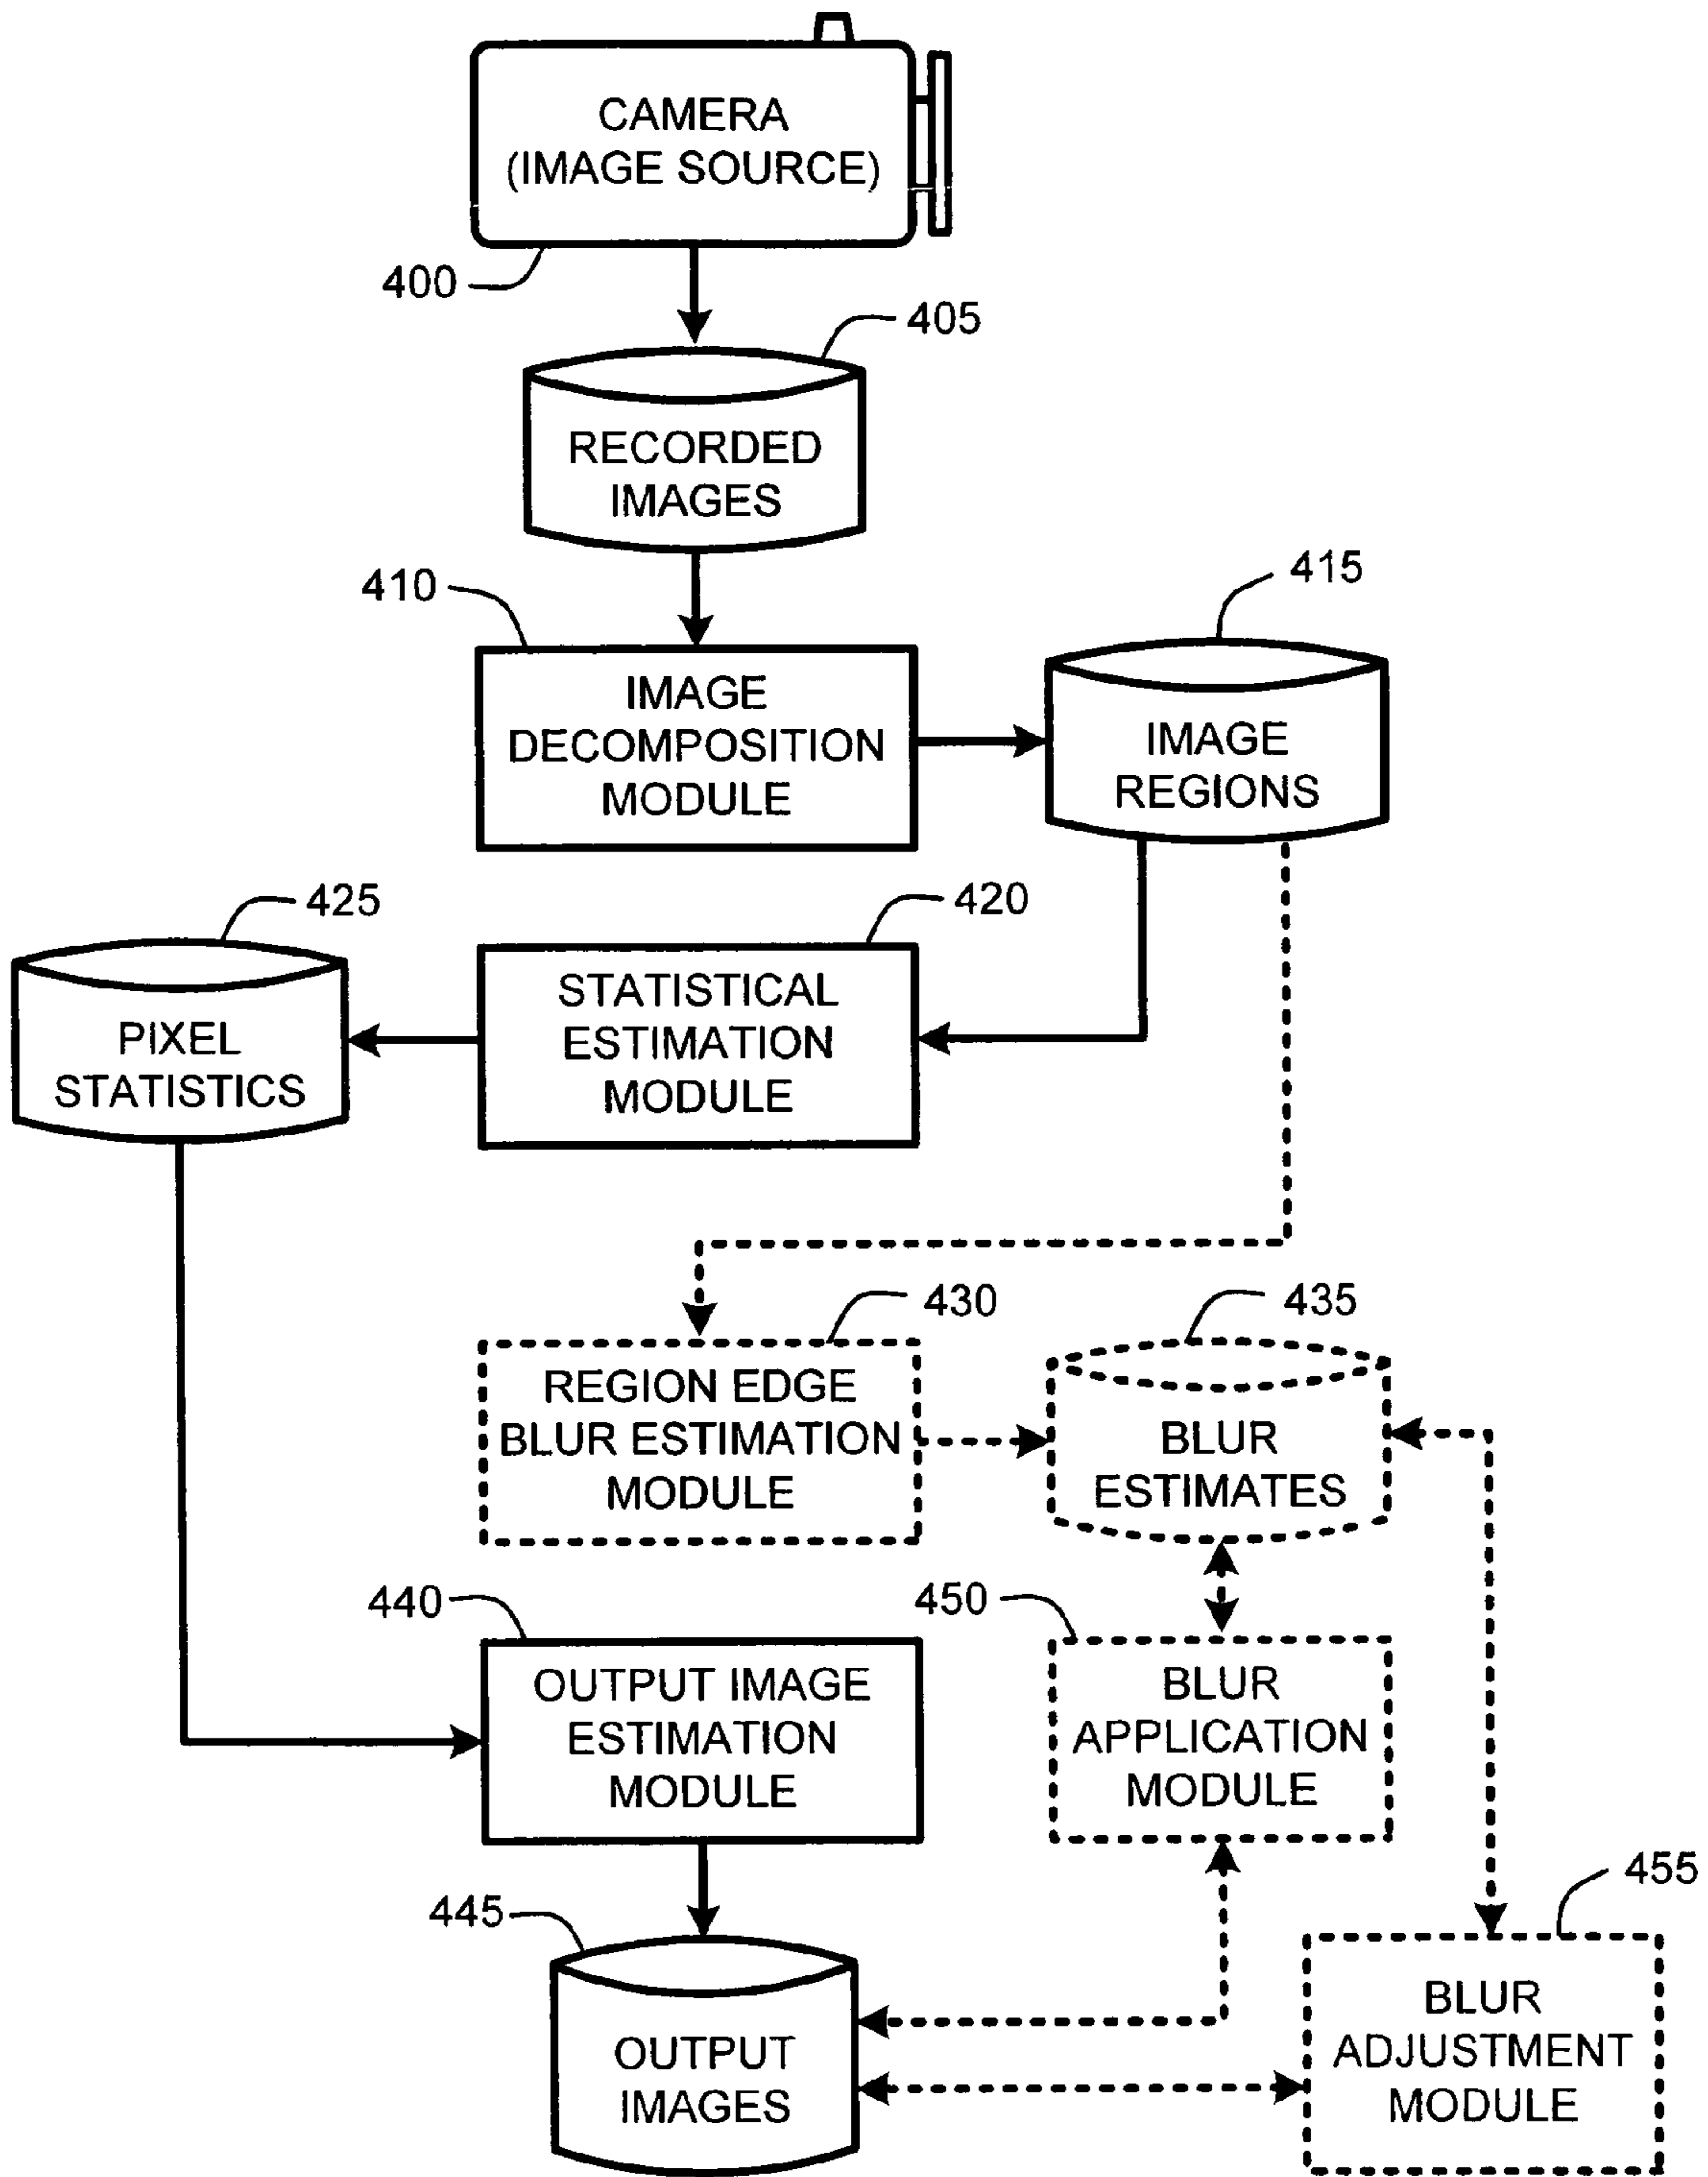 CAMERA
(IMAGE SOURCE)
400
405
RECORDED
IMAGES
410
415
IMAGE
DECOMPOSITION
MODULE
IMAGE
REGIONS
425
420
PIXEL
STATISTICS
STATISTICAL
ESTIMATION
MODULE
430
435
REGION EDGE
BLUR ESTIMATION
MODULE
BLUR
ESTIMATES
440
450
OUTPUT IMAGE
ESTIMATION
MODULE
BLUR
APPLICATION
MODULE
455
445
OUTPUT
IMAGES
BLUR
ADJUSTMENT
MODULE